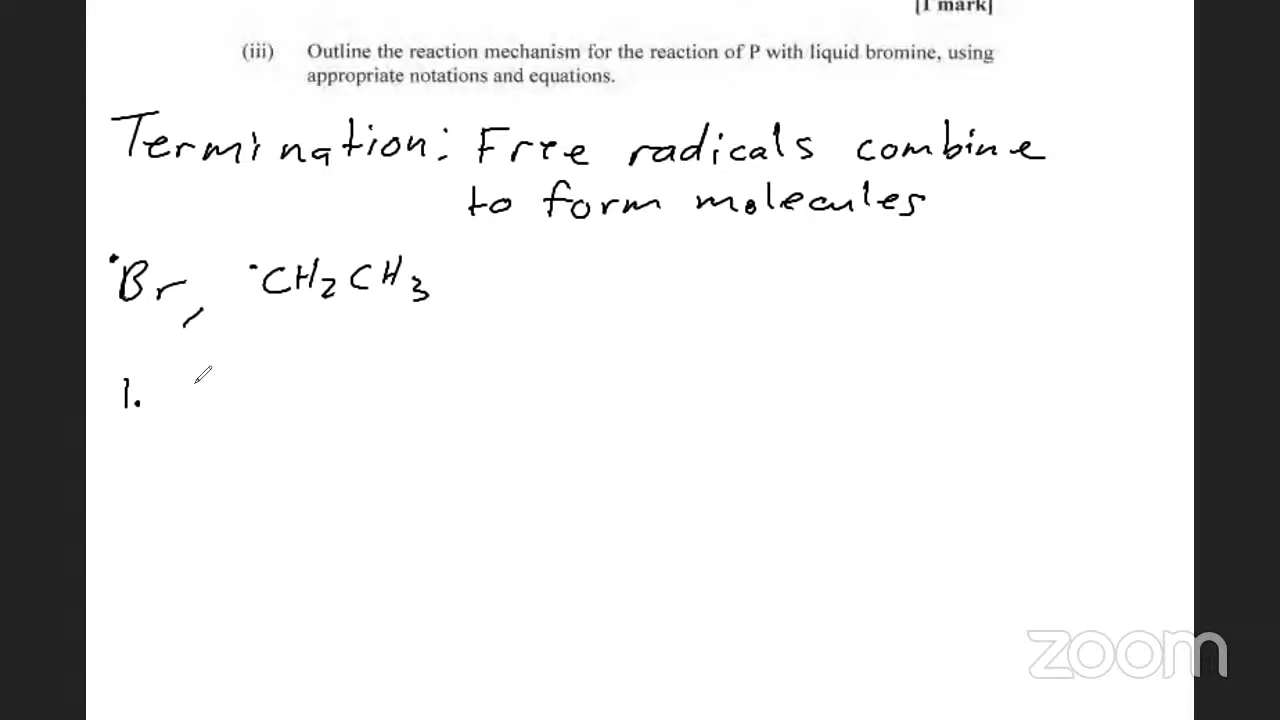 [1 mark]
(iii) Outline the reaction mechanism for the reaction of P with liquid bromine, using
appropriate notations and equations.
Termination: Free radicals combine
to form molecules
•Br, •CH₂CH₃
1.
zoom